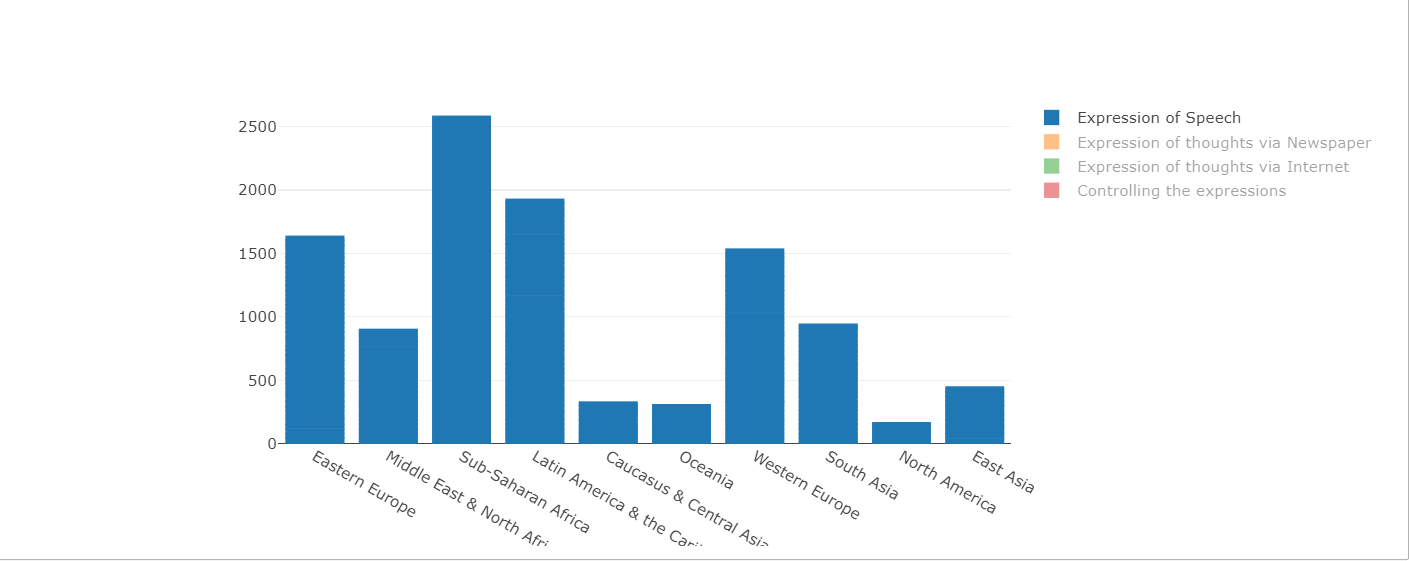 2500
2000
1500
1000
500
0
Eastern Europe
Middle East & North Afri
Sub-Saharan Africa
Latin America & the Cari
Caucasus & Central Asia
Oceania
Western Europe
South Asia
North America
East Asia
Expression of Speech
Expression of thoughts via Newspaper
Expression of thoughts via Internet
Controlling the expressions